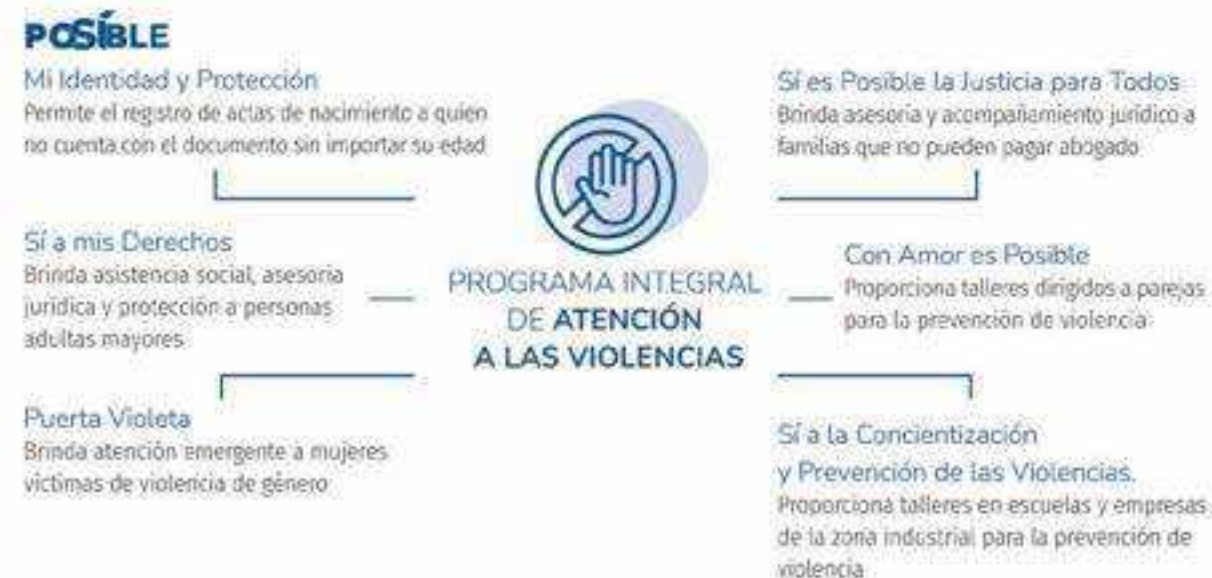 POSÍBLE
Mi Identidad y Protección
Permite el registro de actas de nacimiento a quien
no cuenta con el documento sin importar su edad
Sí a mis Derechos
Brinda asistencia social, asesoría
jurídica y protección a personas
adultas mayores
Puerta Violeta
Brinda atención emergente a mujeres
víctimas de violencia de género
PROGRAMA INTEGRAL
DE ATENCIÓN
A LAS VIOLENCIAS
Sí es Posible la Justicia para Todos
Brinda asesoría y acompañamiento jurídico a
familias que no pueden pagar abogado
Con Amor es Posible
Proporciona talleres dirigidos a parejas
para la prevención de violencia
Sí a la Concientización
y Prevención de las Violencias.
Proporciona talleres en escuelas y empresas
de la zona industrial para la prevención de
violencia